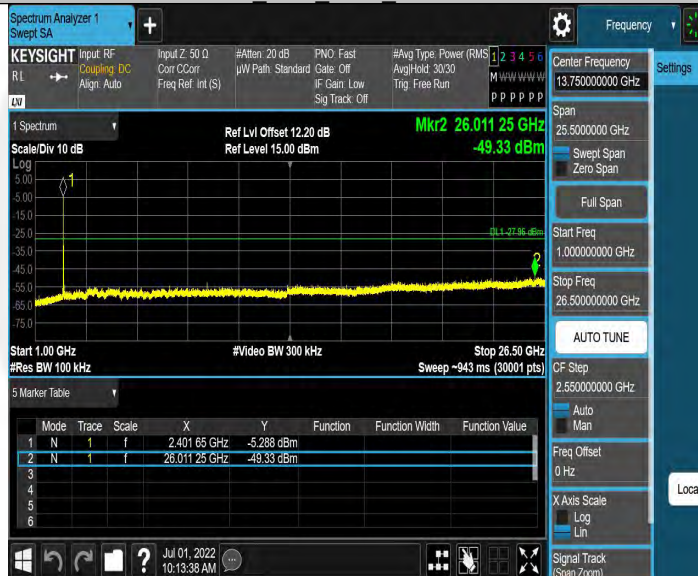 Spectrum Analyzer 1
Swept SA
+
Frequency
KEYSIGHT
RL
LXI
Input: RF
Coupling: DC
Align: Auto
Input Z: 50 Ω
Corr CCorr
Freq Ref: Int (S)
#Atten: 20 dB
µW Path: Standard
PNO: Fast
Gate: Off
IF Gain: Low
Sig Track: Off
#Avg Type: Power (RMS
Avg|Hold: 30/30
Trig: Free Run
1 2 3 4 5 6
M W W W W W
P P P P P P
1 Spectrum
Scale/Div 10 dB
Ref Lvl Offset 12.20 dB
Ref Level 15.00 dBm
Mkr2 26.011 25 GHz
-49.33 dBm
Log
5.00
-5.00
-15.0
-25.0
-35.0
-45.0
-55.0
-65.0
-75.0
1
DL1 -27.96 dBm
2
Start 1.00 GHz
#Res BW 100 kHz
#Video BW 300 kHz
Stop 26.50 GHz
Sweep ~943 ms (30001 pts)
5 Marker Table
Mode Trace Scale X Y Function Function Width Function Value
1 N 1 f 2.401 65 GHz -5.288 dBm
2 N 1 f 26.011 25 GHz -49.33 dBm
3
4
5
6
?
Jul 01, 2022
10:13:38 AM
Center Frequency
13.750000000 GHz
Settings
Span
25.5000000 GHz
Swept Span
Zero Span
Full Span
Start Freq
1.000000000 GHz
Stop Freq
26.500000000 GHz
AUTO TUNE
CF Step
2.550000000 GHz
Auto
Man
Freq Offset
0 Hz
X Axis Scale
Log
Lin
Loca
Signal Track
(Span Zoom)